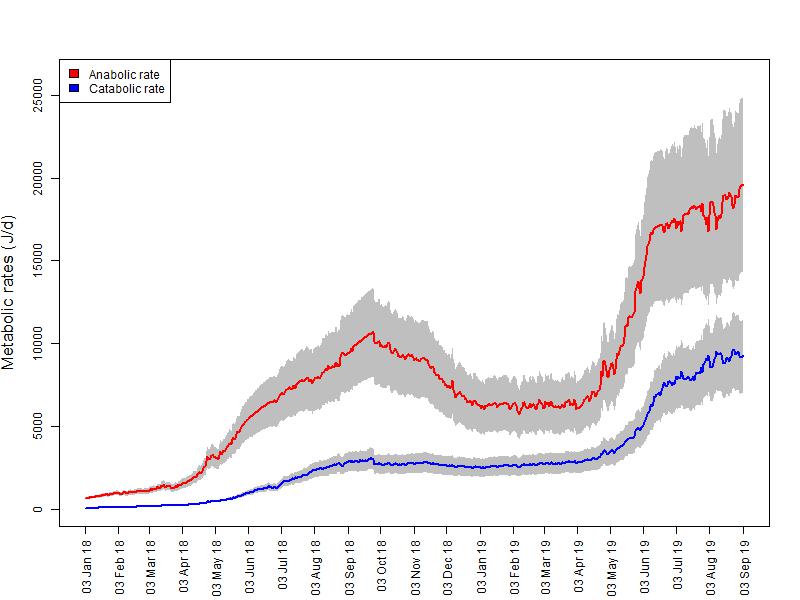 Anabolic rate
Catabolic rate
Metabolic rates (J/d)
25000
20000
15000
10000
5000
0
03 Jan 18
03 Feb 18
03 Mar 18
03 Apr 18
03 May 18
03 Jun 18
03 Jul 18
03 Aug 18
03 Sep 18
03 Oct 18
03 Nov 18
03 Dec 18
03 Jan 19
03 Feb 19
03 Mar 19
03 Apr 19
03 May 19
03 Jun 19
03 Jul 19
03 Aug 19
03 Sep 19